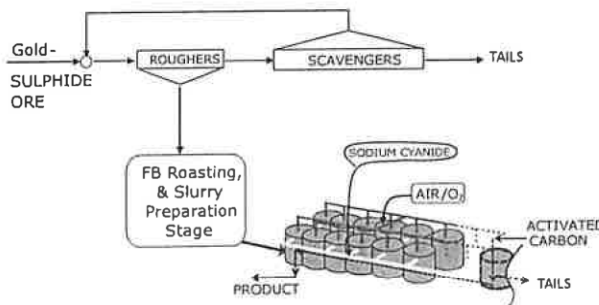 Gold-
SULPHIDE
ORE
ROUGHERS
SCAVENGERS
TAILS
SODIUM CYANIDE
FB Roasting,
& Slurry
Preparation
Stage
AIR/O₂
ACTIVATED
CARBON
PRODUCT
TAILS